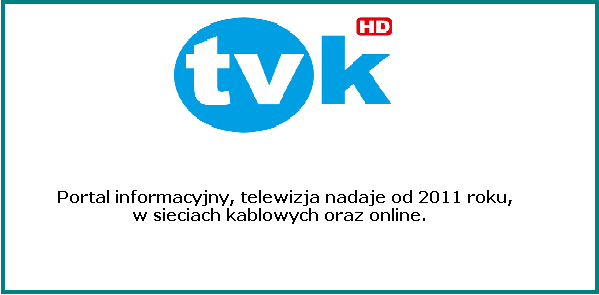 tvk HD
Portal informacyjny, telewizja nadaje od 2011 roku,
w sieciach kablowych oraz online.